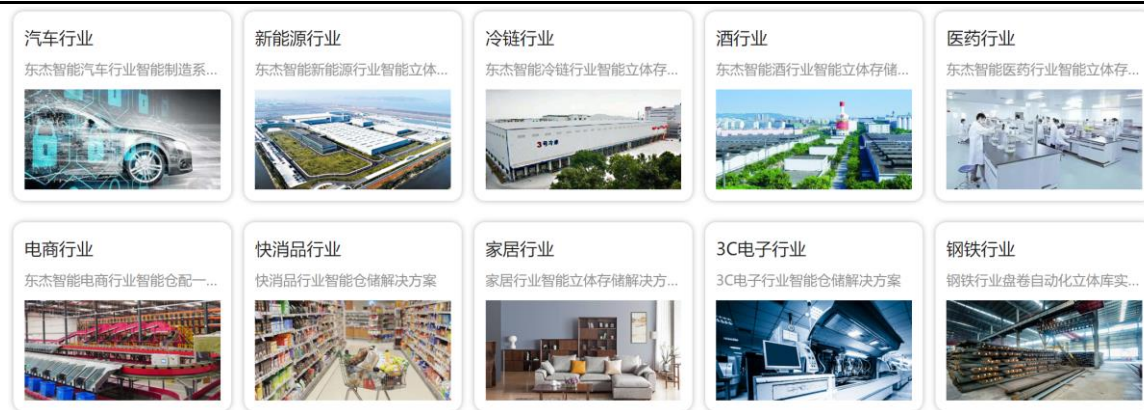 汽车行业
东杰智能汽车行业智能制造系...
新能源行业
东杰智能新能源行业智能立体...
冷链行业
东杰智能冷链行业智能立体存...
酒行业
东杰智能酒行业智能立体存储...
医药行业
东杰智能医药行业智能立体存...
电商行业
东杰智能电商行业智能仓配一...
快消品行业
快消品行业智能仓储解决方案
家居行业
家居行业智能立体存储解决方...
3C电子行业
3C电子行业智能仓储解决方案
钢铁行业
钢铁行业盘卷自动化立体库实...